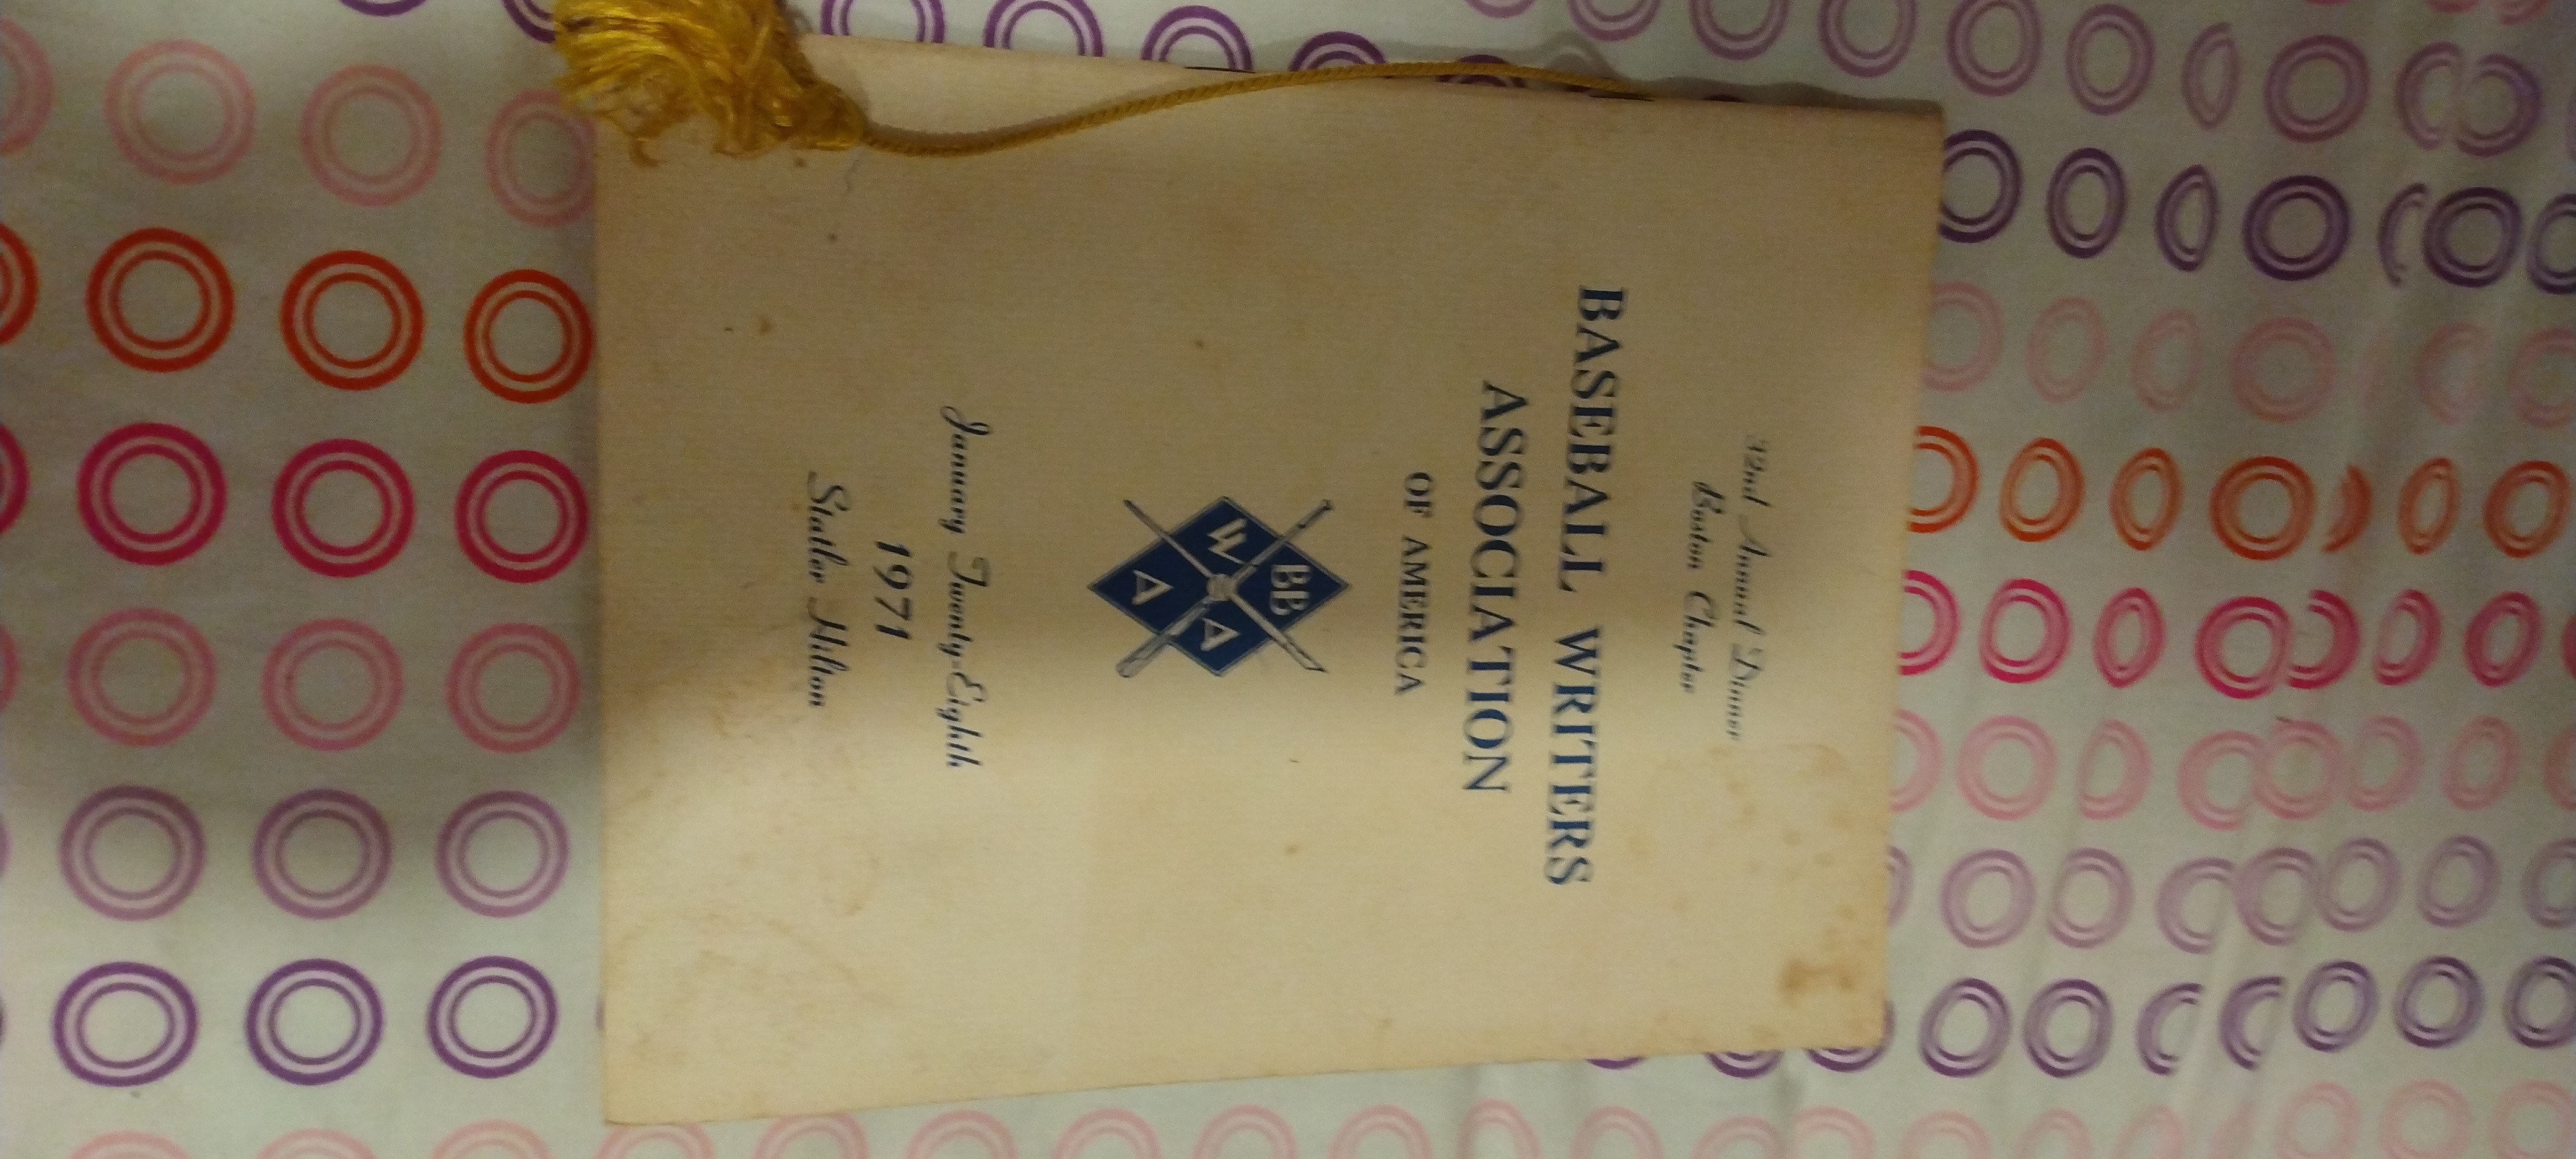 32nd Annual Dinner
Boston Chapter
BASEBALL WRITERS
ASSOCIATION
OF AMERICA
BB
W A
A
January Twenty-Eighth
1971
Statler Hilton